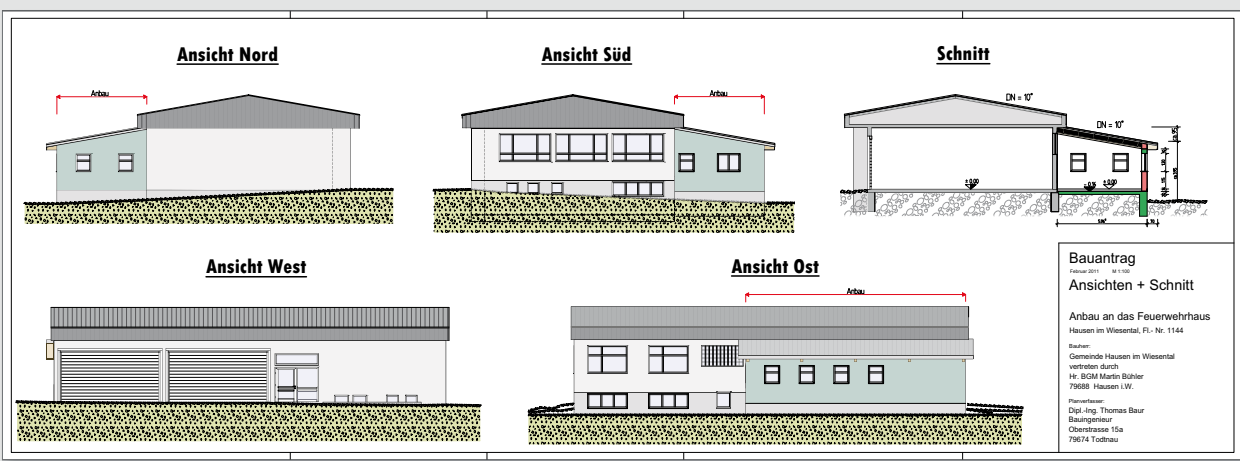 Ansicht Nord
Anbau
Ansicht Süd
Anbau
Schnitt
DN = 10°
DN = 10°
± 0.00
± 0.00
Ansicht West
Ansicht Ost
Anbau
Bauantrag
Februar 2011 M 1:100
Ansichten + Schnitt
Anbau an das Feuerwehrhaus
Hausen im Wiesental, Fl.- Nr. 1144
Bauherr:
Gemeinde Hausen im Wiesental
vertreten durch
Hr. BGM Martin Bühler
79688 Hausen i.W.
Planverfasser:
Dipl.-Ing. Thomas Baur
Bauingenieur
Oberstrasse 15a
79674 Todtnau